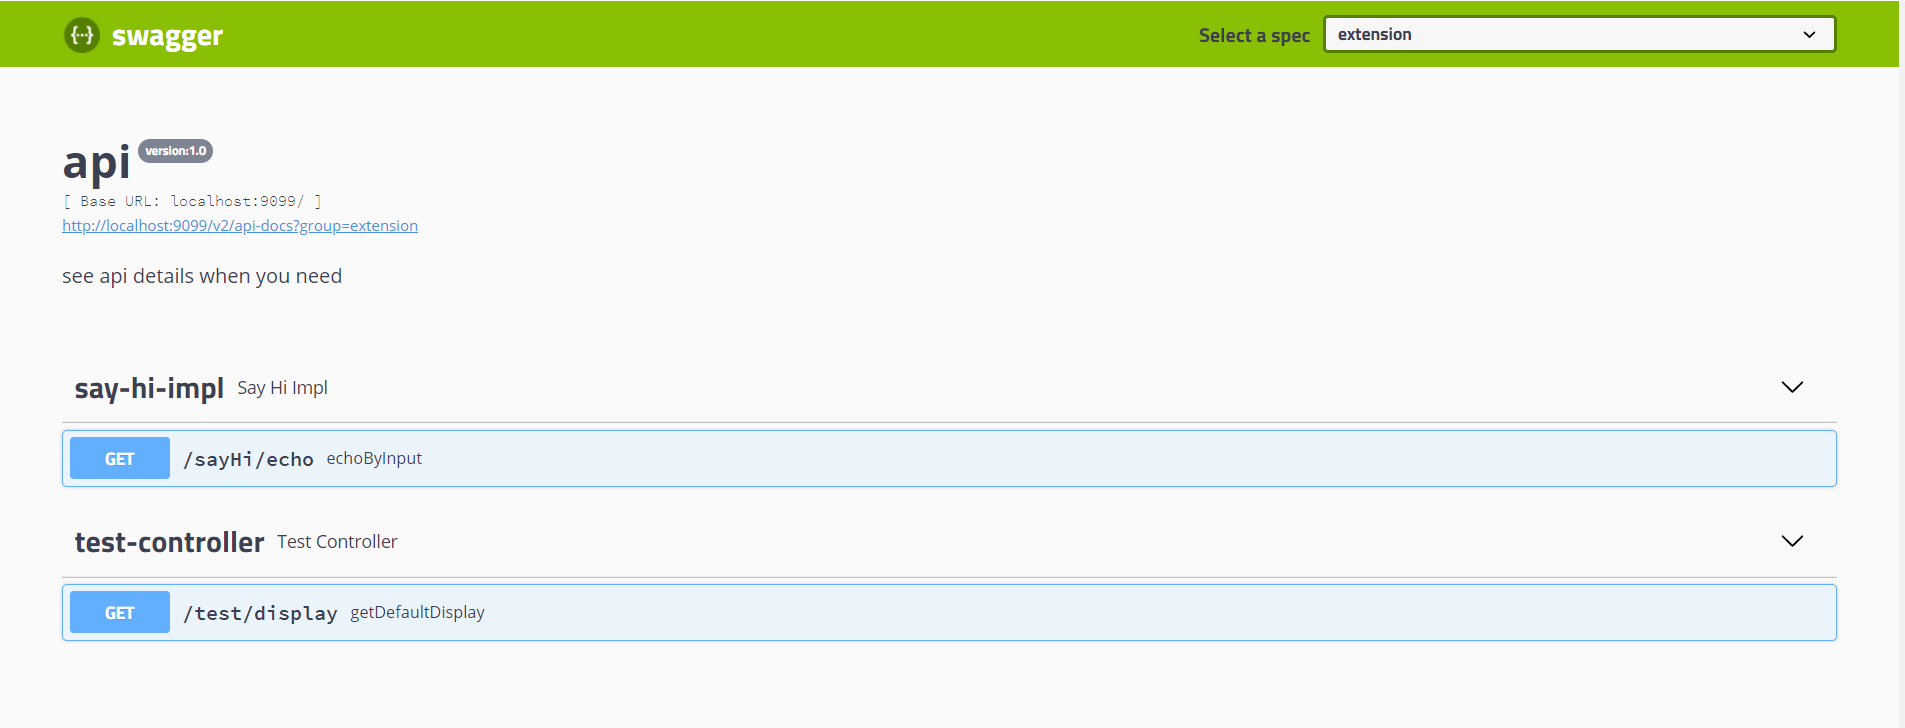 {···} swagger Select a spec extension
api version:1.0
[ Base URL: localhost:9099/ ]
http://localhost:9099/v2/api-docs?group=extension
see api details when you need
say-hi-impl Say Hi Impl
GET /sayHi/echo echoByInput
test-controller Test Controller
GET /test/display getDefaultDisplay